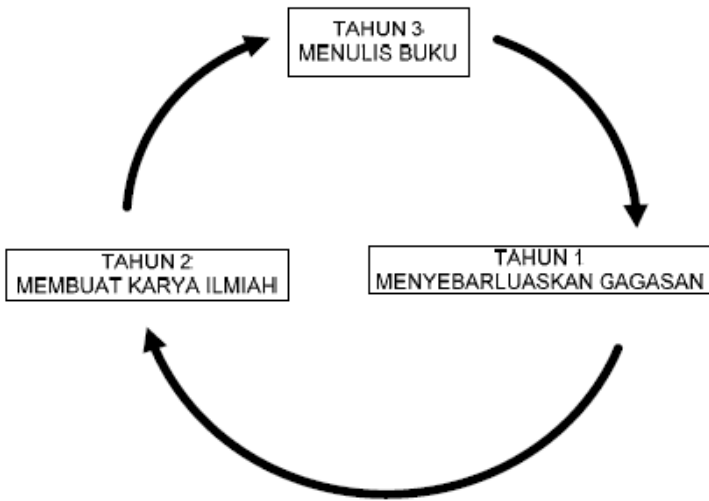 TAHUN 3
MENULIS BUKU
TAHUN 2
MEMBUAT KARYA ILMIAH
TAHUN 1
MENYEBARLUASKAN GAGASAN